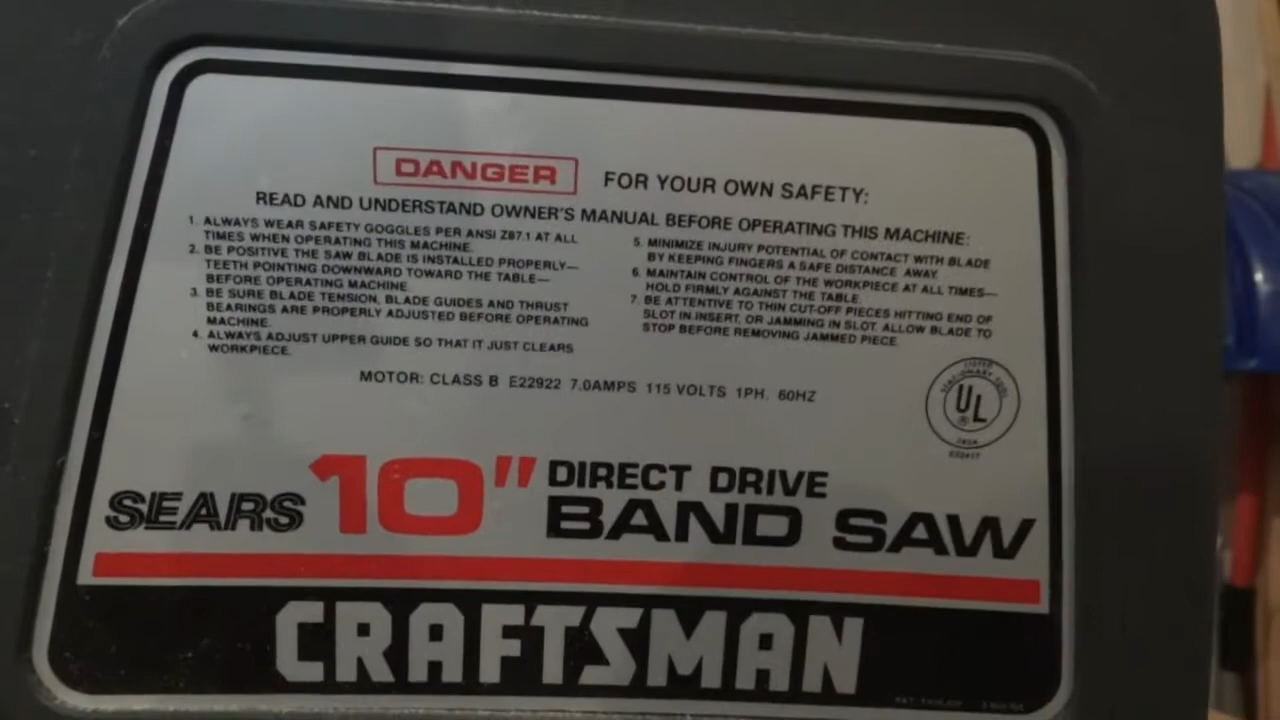 DANGER FOR YOUR OWN SAFETY:
READ AND UNDERSTAND OWNER'S MANUAL BEFORE OPERATING THIS MACHINE:
1. ALWAYS WEAR SAFETY GOGGLES PER ANSI Z87.1 AT ALL
TIMES WHEN OPERATING THIS MACHINE.
2. BE POSITIVE THE SAW BLADE IS INSTALLED PROPERLY—
TEETH POINTING DOWNWARD TOWARD THE TABLE—
BEFORE OPERATING MACHINE.
3. BE SURE BLADE TENSION, BLADE GUIDES AND THRUST
BEARINGS ARE PROPERLY ADJUSTED BEFORE OPERATING
MACHINE.
4. ALWAYS ADJUST UPPER GUIDE SO THAT IT JUST CLEARS
WORKPIECE.
5. MINIMIZE INJURY POTENTIAL OF CONTACT WITH BLADE
BY KEEPING FINGERS A SAFE DISTANCE AWAY.
6. MAINTAIN CONTROL OF THE WORKPIECE AT ALL TIMES—
HOLD FIRMLY AGAINST THE TABLE.
7. BE ATTENTIVE TO THIN CUT-OFF PIECES HITTING END OF
SLOT IN INSERT, OR JAMMING IN SLOT. ALLOW BLADE TO
STOP BEFORE REMOVING JAMMED PIECE.
MOTOR: CLASS B E22922 7.0AMPS 115 VOLTS 1PH. 60HZ
LISTED
STATIONARY TOOL
UL
®
SEARS 10" DIRECT DRIVE
BAND SAW
CRAFTSMAN